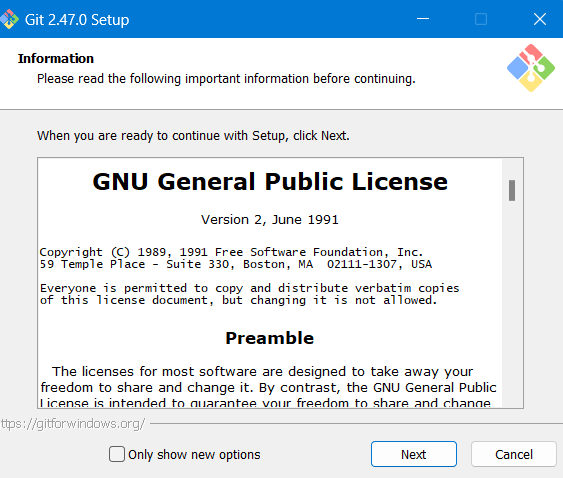 Git 2.47.0 Setup
Information
Please read the following important information before continuing.
When you are ready to continue with Setup, click Next.
GNU General Public License
Version 2, June 1991
Copyright (C) 1989, 1991 Free Software Foundation, Inc.
59 Temple Place - Suite 330, Boston, MA  02111-1307, USA
Everyone is permitted to copy and distribute verbatim copies
of this license document, but changing it is not allowed.
Preamble
The licenses for most software are designed to take away your
freedom to share and change it. By contrast, the GNU General Public
License is intended to guarantee your freedom to share and change
ttps://gitforwindows.org/
Only show new options
Next
Cancel